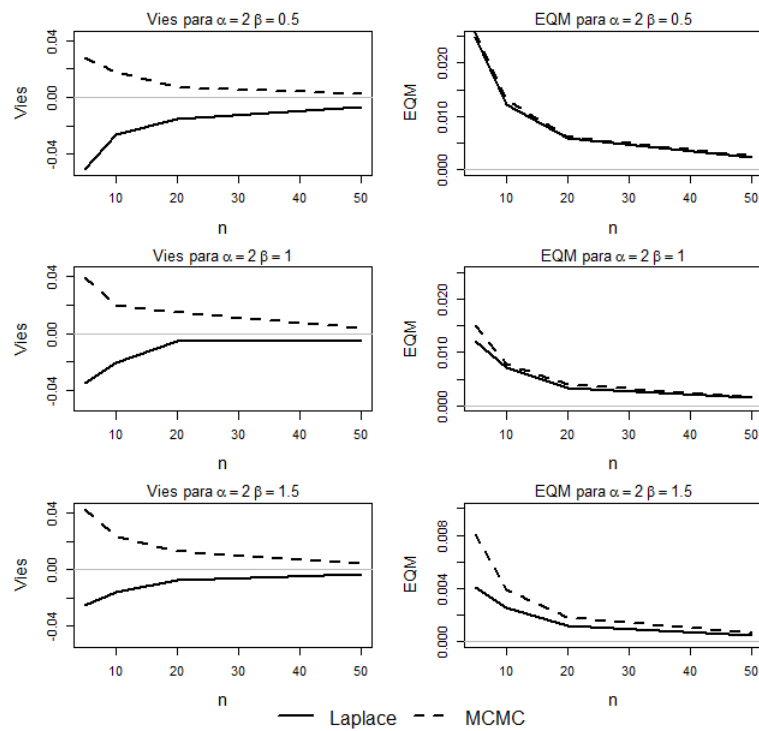 Vies para α = 2 β = 0.5
EQM para α = 2 β = 0.5
Vies
0.04
0.00
-0.04
10 20 30 40 50
n
EQM
0.020
0.010
0.000
10 20 30 40 50
n
Vies para α = 2 β = 1
EQM para α = 2 β = 1
Vies
0.04
0.00
-0.04
10 20 30 40 50
n
EQM
0.020
0.010
0.000
10 20 30 40 50
n
Vies para α = 2 β = 1.5
EQM para α = 2 β = 1.5
Vies
0.04
0.00
-0.04
10 20 30 40 50
n
EQM
0.008
0.004
0.000
10 20 30 40 50
n
Laplace MCMC